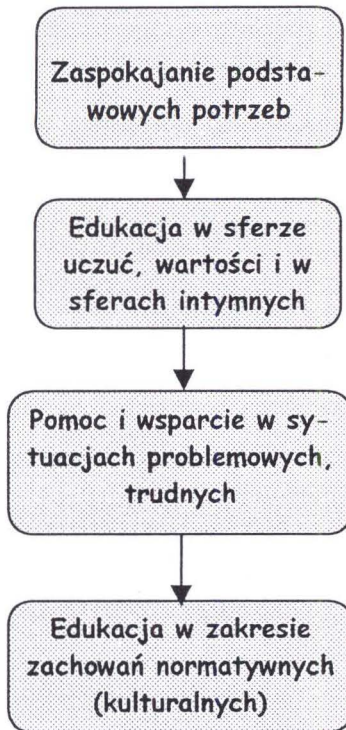 Zaspokajanie podsta-
wowych potrzeb
Edukacja w sferze
uczuć, wartości i w
sferach intymnych
Pomoc i wsparcie w sy-
tuacjach problemowych,
trudnych
Edukacja w zakresie
zachowań normatywnych
(kulturalnych)